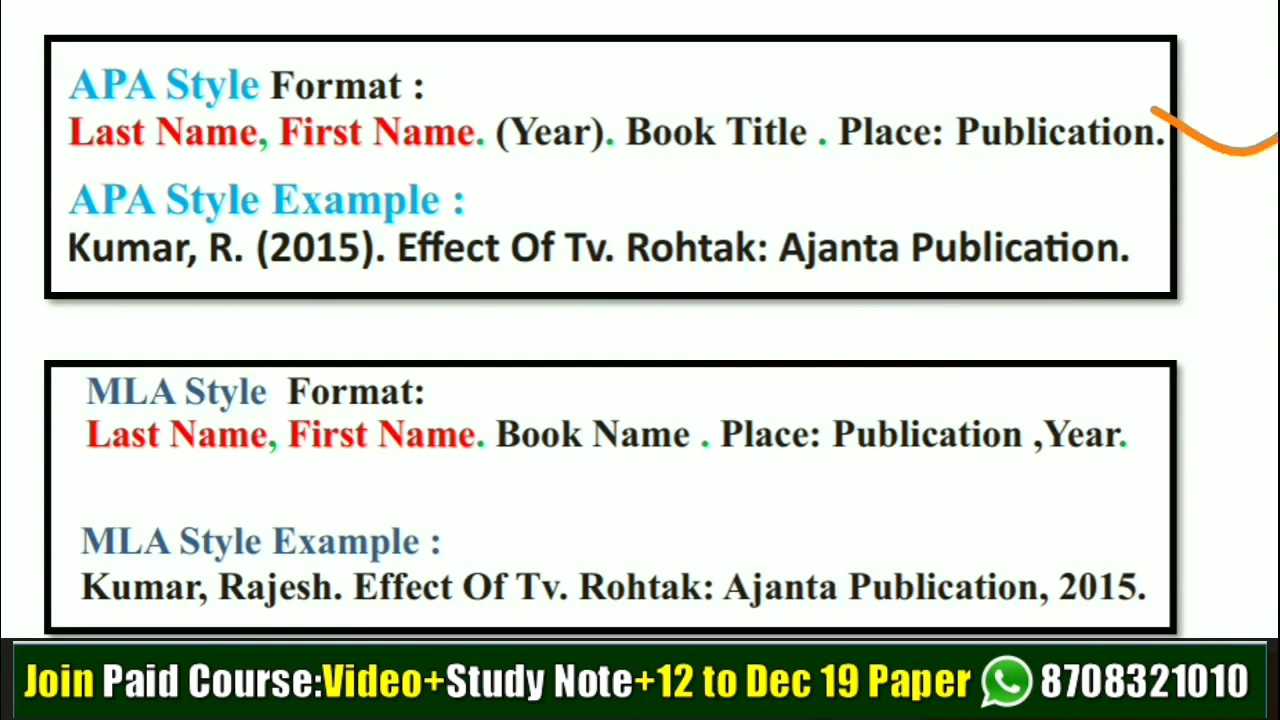 APA Style Format :
Last Name, First Name. (Year). Book Title . Place: Publication.
APA Style Example :
Kumar, R. (2015). Effect Of Tv. Rohtak: Ajanta Publication.
MLA Style Format:
Last Name, First Name. Book Name . Place: Publication ,Year.
MLA Style Example :
Kumar, Rajesh. Effect Of Tv. Rohtak: Ajanta Publication, 2015.
Join Paid Course:Video+Study Note+12 to Dec 19 Paper 8708321010